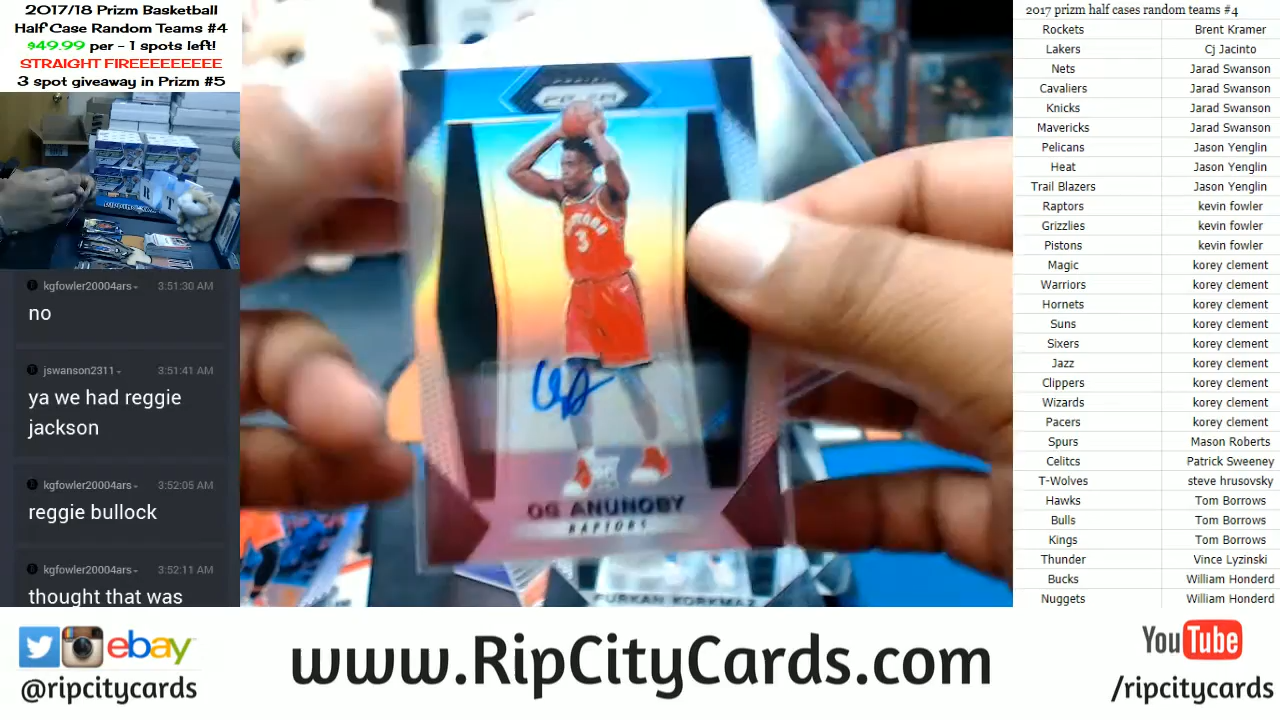 2017/18 Prizm Basketball
Half Case Random Teams #4
$49.99 per - 1 spots left!
STRAIGHT FIREEEEEEEEE
3 spot giveaway in Prizm #5
kgfowler20004ars 3:51:30 AM
no
jswanson2311 3:51:41 AM
ya we had reggie
jackson
kgfowler20004ars 3:52:05 AM
reggie bullock
kgfowler20004ars 3:52:11 AM
thought that was
PRIZM
3
OG ANUNOBY
RAPTORS
FURKAN KORKMAZ
2017 prizm half cases random teams #4
Rockets Brent Kramer
Lakers Cj Jacinto
Nets Jarad Swanson
Cavaliers Jarad Swanson
Knicks Jarad Swanson
Mavericks Jarad Swanson
Pelicans Jason Yenglin
Heat Jason Yenglin
Trail Blazers Jason Yenglin
Raptors kevin fowler
Grizzlies kevin fowler
Pistons kevin fowler
Magic korey clement
Warriors korey clement
Hornets korey clement
Suns korey clement
Sixers korey clement
Jazz korey clement
Clippers korey clement
Wizards korey clement
Pacers korey clement
Spurs Mason Roberts
Celitcs Patrick Sweeney
T-Wolves steve hrusovsky
Hawks Tom Borrows
Bulls Tom Borrows
Kings Tom Borrows
Thunder Vince Lyzinski
Bucks William Honderd
Nuggets William Honderd
ebay
@ripcitycards
www.RipCityCards.com
YouTube
/ripcitycards